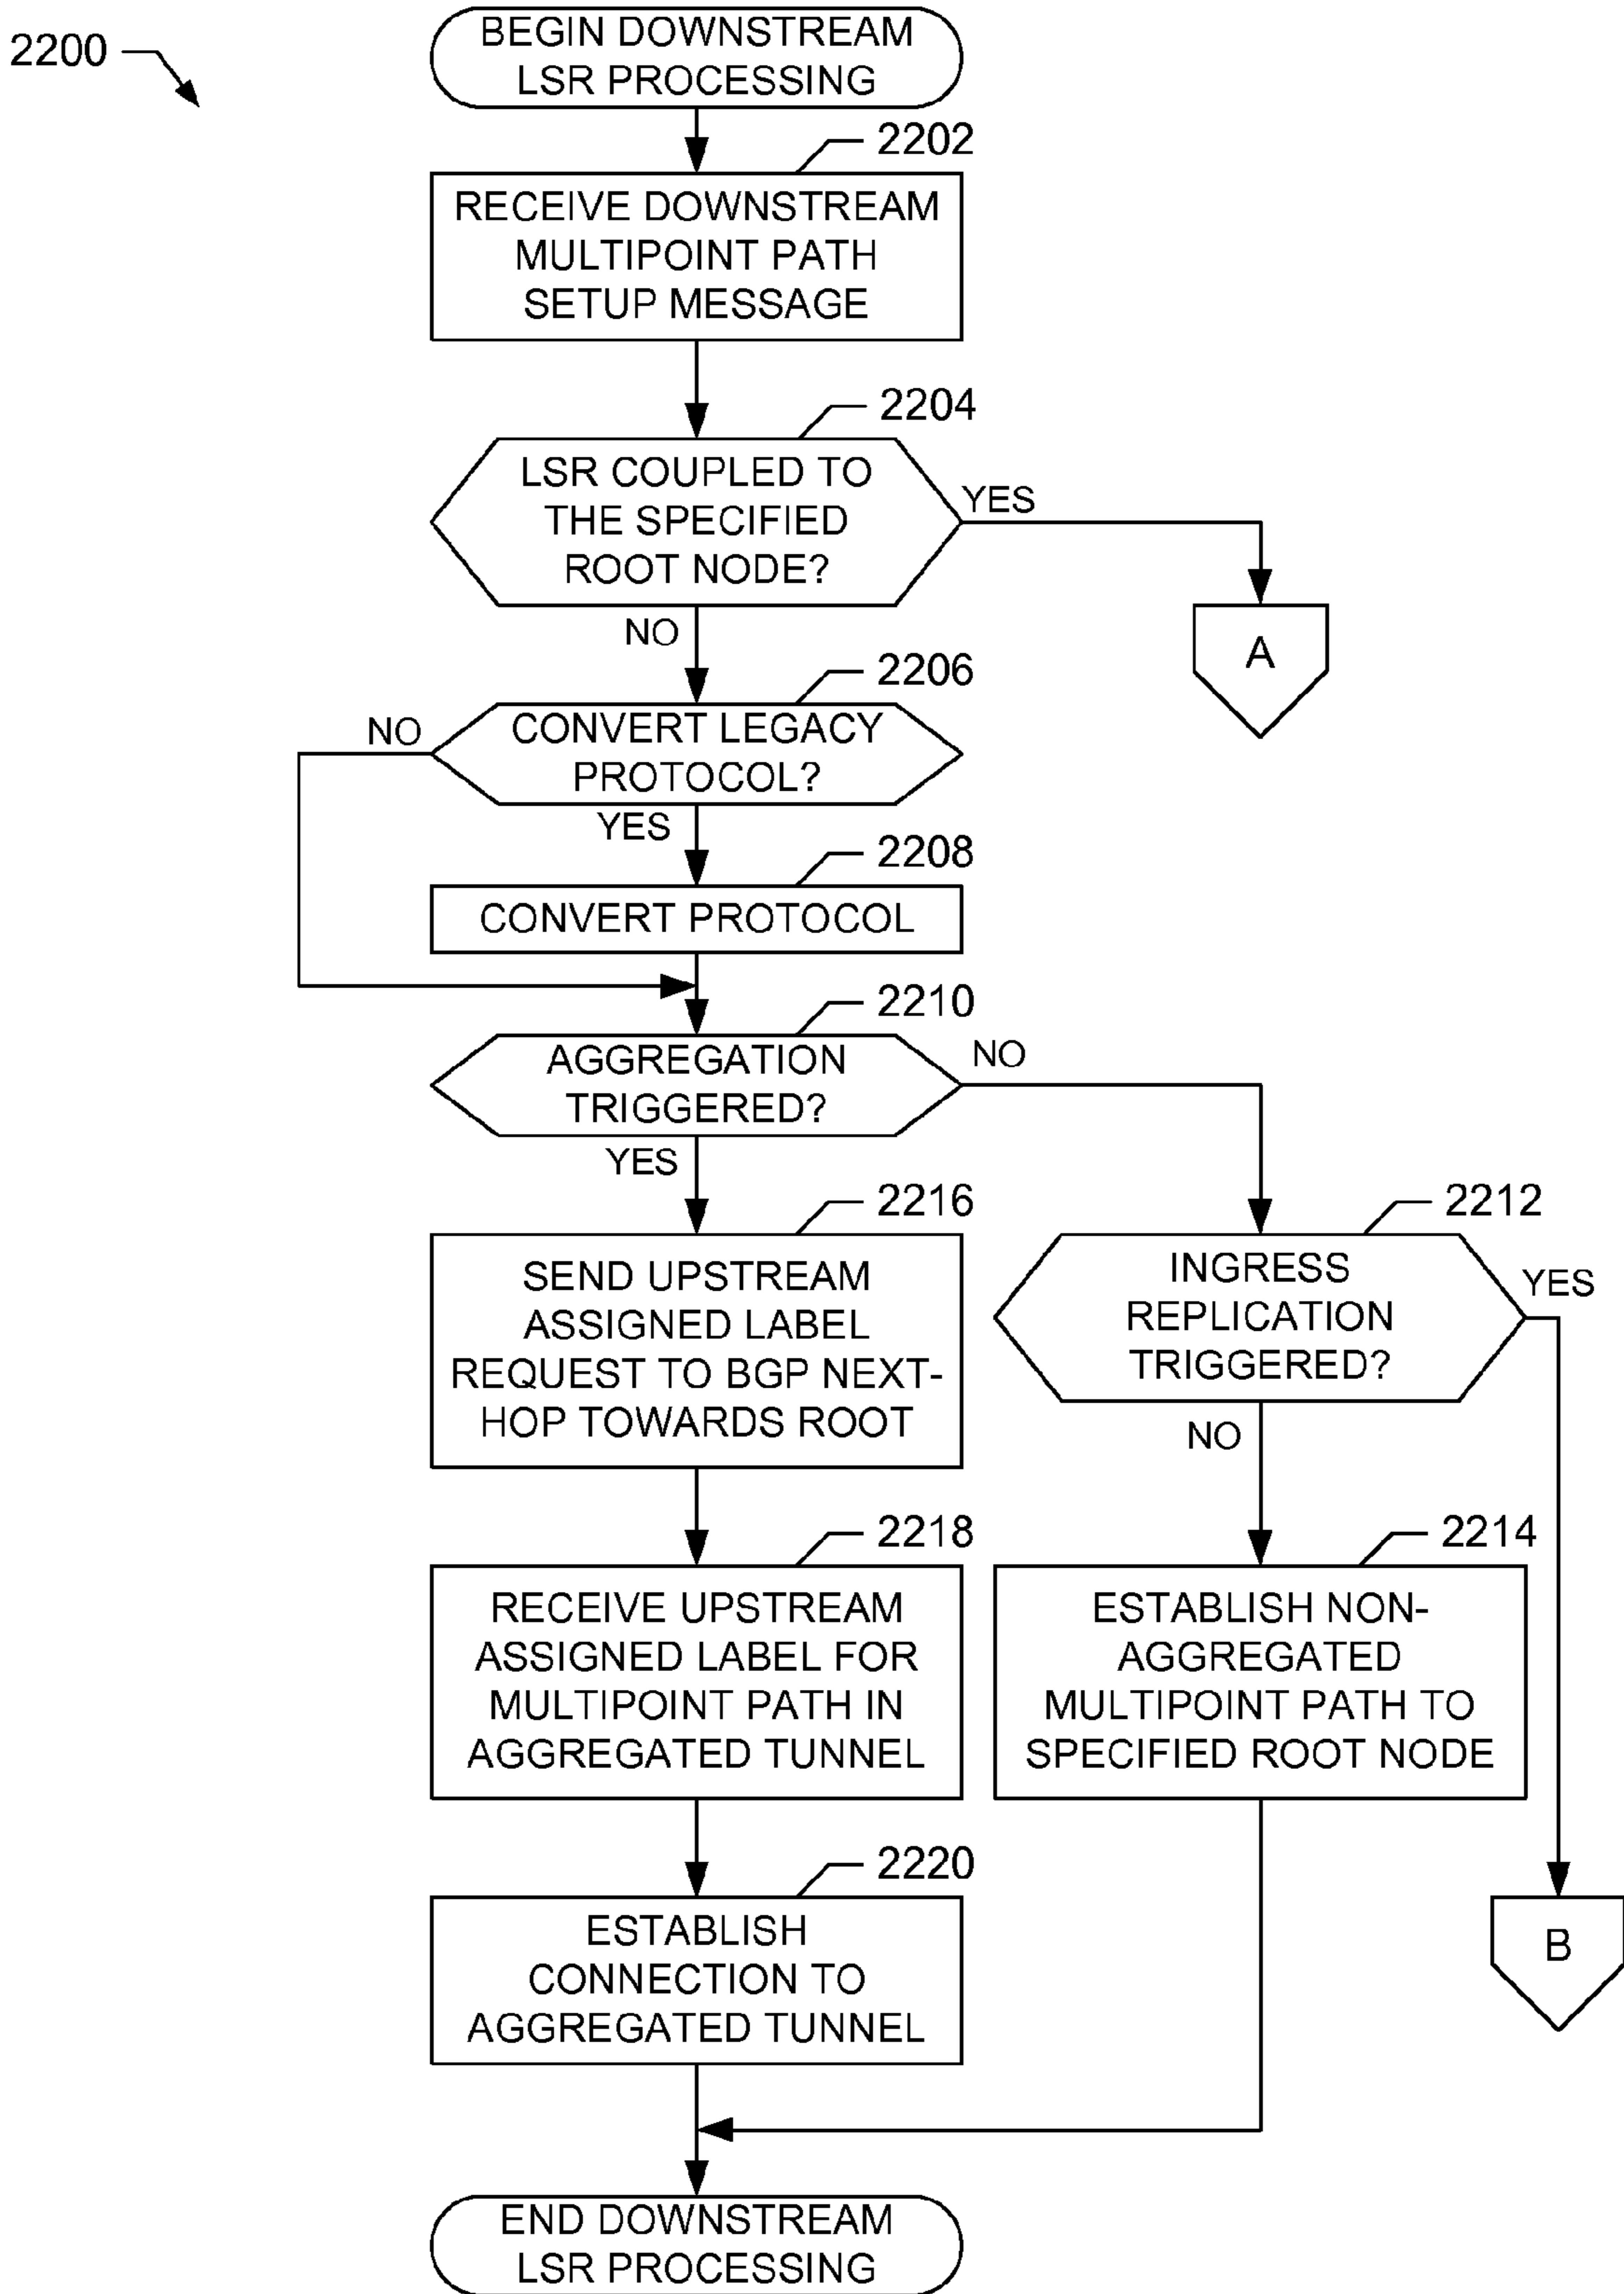 2200
BEGIN DOWNSTREAM
LSR PROCESSING
2202
RECEIVE DOWNSTREAM
MULTIPOINT PATH
SETUP MESSAGE
2204
LSR COUPLED TO
THE SPECIFIED
ROOT NODE?
YES
A
NO
2206
CONVERT LEGACY
PROTOCOL?
NO
YES
2208
CONVERT PROTOCOL
2210
AGGREGATION
TRIGGERED?
NO
YES
2216
SEND UPSTREAM
ASSIGNED LABEL
REQUEST TO BGP NEXT-
HOP TOWARDS ROOT
2212
INGRESS
REPLICATION
TRIGGERED?
YES
NO
2218
RECEIVE UPSTREAM
ASSIGNED LABEL FOR
MULTIPOINT PATH IN
AGGREGATED TUNNEL
2214
ESTABLISH NON-
AGGREGATED
MULTIPOINT PATH TO
SPECIFIED ROOT NODE
2220
ESTABLISH
CONNECTION TO
AGGREGATED TUNNEL
B
END DOWNSTREAM
LSR PROCESSING